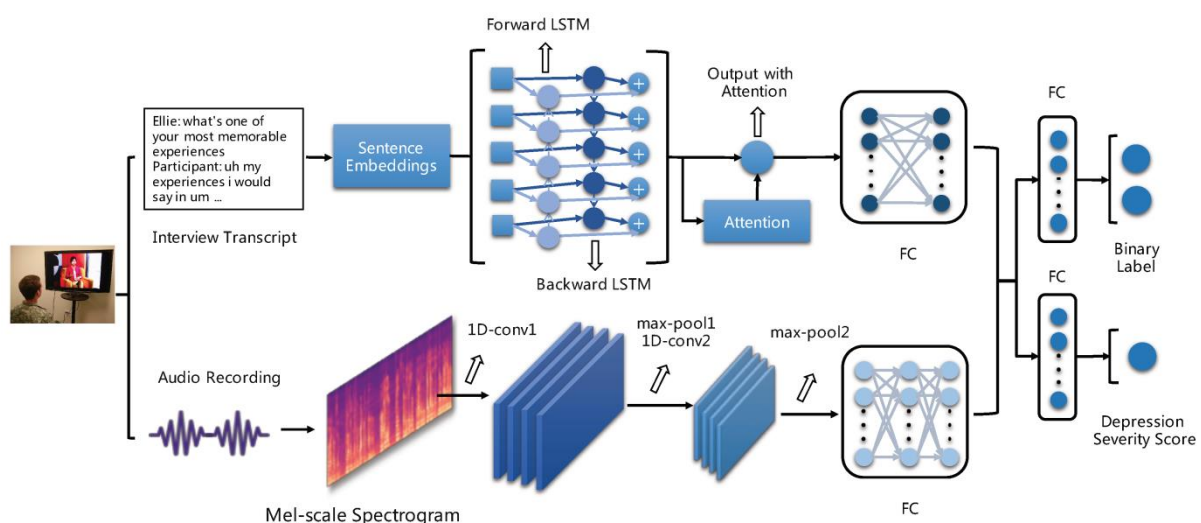 Forward LSTM
Output with
Attention
FC
FC
Ellie: what's one of
your most memorable
experiences
Participant: uh my
experiences i would
say in um ...
Sentence
Embeddings
Attention
Interview Transcript
FC
Binary
Label
Backward LSTM
FC
1D-conv1
max-pool1
1D-conv2
max-pool2
Audio Recording
Depression
Severity Score
Mel-scale Spectrogram
FC